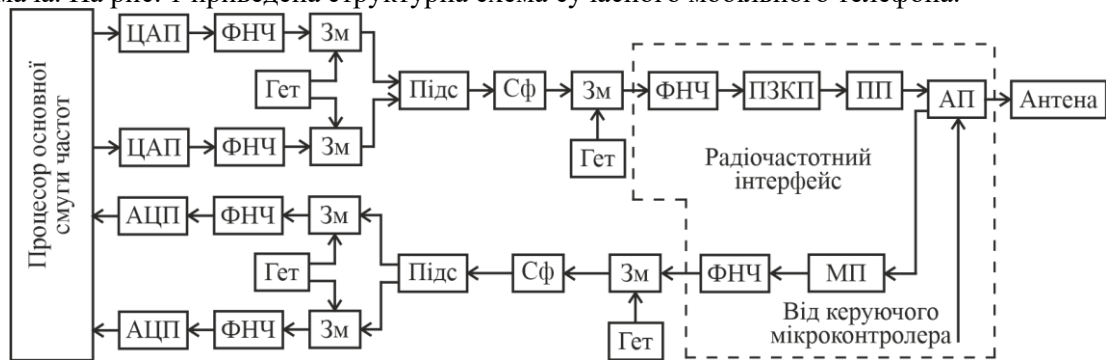 мача. На рис. 1 приведена структурна схема сучасного мобільного телефона.
Процесор основної
смуги частот
ЦАП
ФНЧ
Зм
Гет
ЦАП
ФНЧ
Зм
Підс
Сф
Зм
Гет
ФНЧ
ПЗКП
ПП
АП
Антена
Радіочастотний
інтерфейс
АЦП
ФНЧ
Зм
Гет
АЦП
ФНЧ
Зм
Підс
Сф
Зм
Гет
ФНЧ
МП
Від керуючого
мікроконтролера